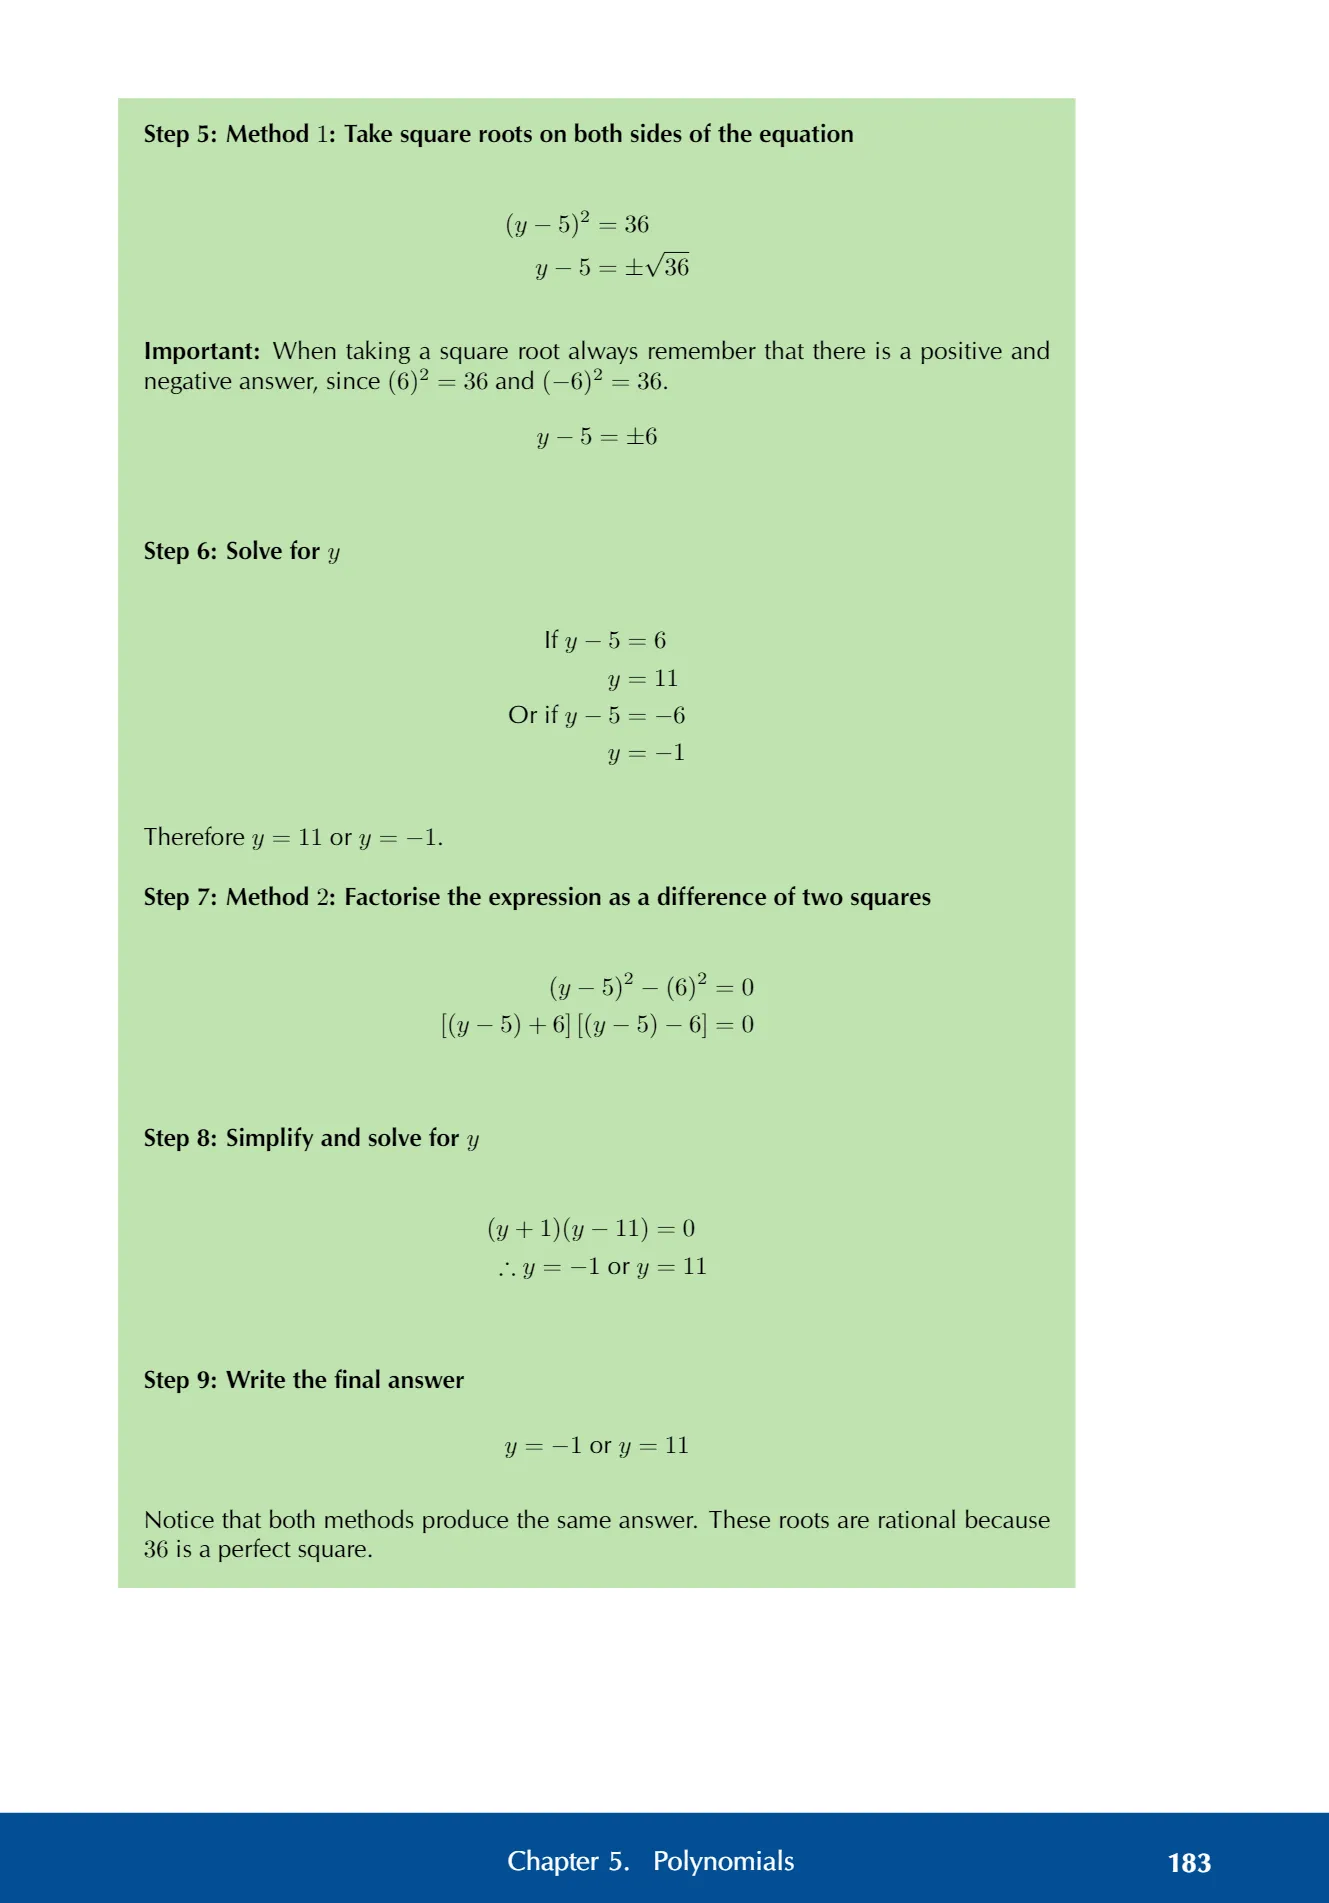 Step 5: Method 1: Take square roots on both sides of the equation
(y − 5)² = 36
y − 5 = ±√36
Important: When taking a square root always remember that there is a positive and
negative answer, since (6)² = 36 and (−6)² = 36.
y − 5 = ±6
Step 6: Solve for y
If y − 5 = 6
y = 11
Or if y − 5 = −6
y = −1
Therefore y = 11 or y = −1.
Step 7: Method 2: Factorise the expression as a difference of two squares
(y − 5)² − (6)² = 0
[(y − 5) + 6] [(y − 5) − 6] = 0
Step 8: Simplify and solve for y
(y + 1)(y − 11) = 0
∴ y = −1 or y = 11
Step 9: Write the final answer
y = −1 or y = 11
Notice that both methods produce the same answer. These roots are rational because
36 is a perfect square.
Chapter 5. Polynomials 183